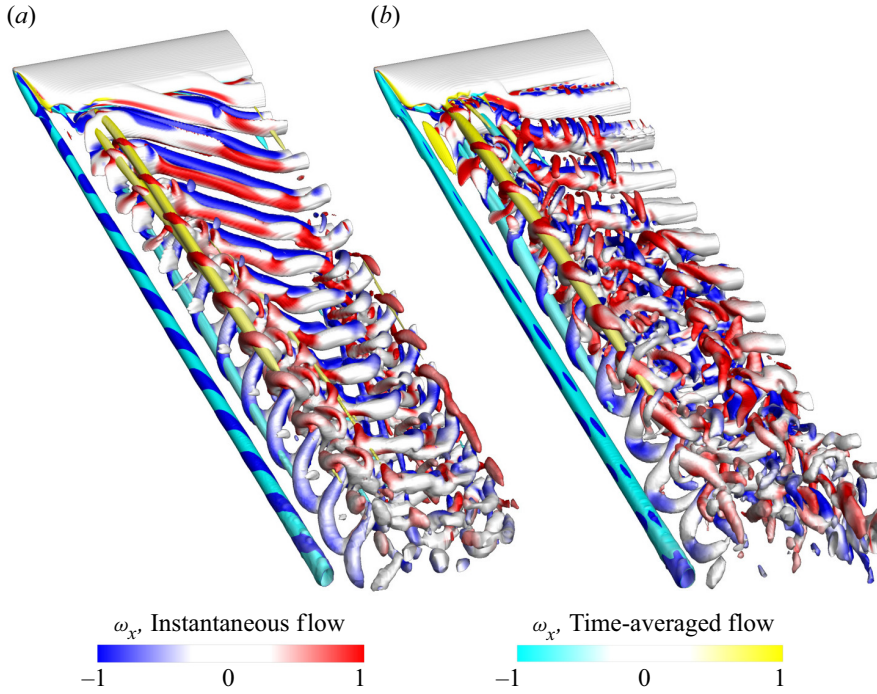 (a)
(b)
ωx, Instantaneous flow
ωx, Time-averaged flow
−1 0 1
−1 0 1